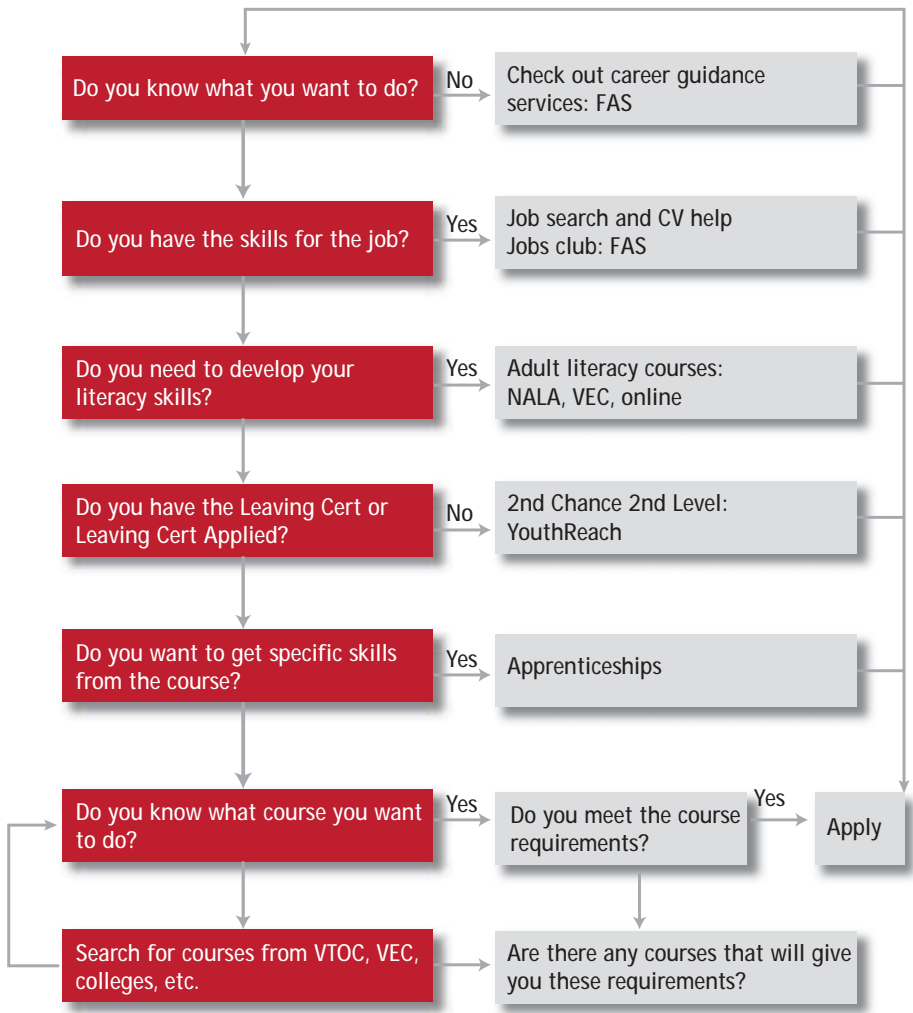 Do you know what you want to do?
No
Check out career guidance
services: FAS
Do you have the skills for the job?
Yes
Job search and CV help
Jobs club: FAS
Do you need to develop your
literacy skills?
Yes
Adult literacy courses:
NALA, VEC, online
Do you have the Leaving Cert or
Leaving Cert Applied?
No
2nd Chance 2nd Level:
YouthReach
Do you want to get specific skills
from the course?
Yes
Apprenticeships
Do you know what course you want
to do?
Yes
Do you meet the course
requirements?
Yes
Apply
Search for courses from VTOC, VEC,
colleges, etc.
Are there any courses that will give
you these requirements?